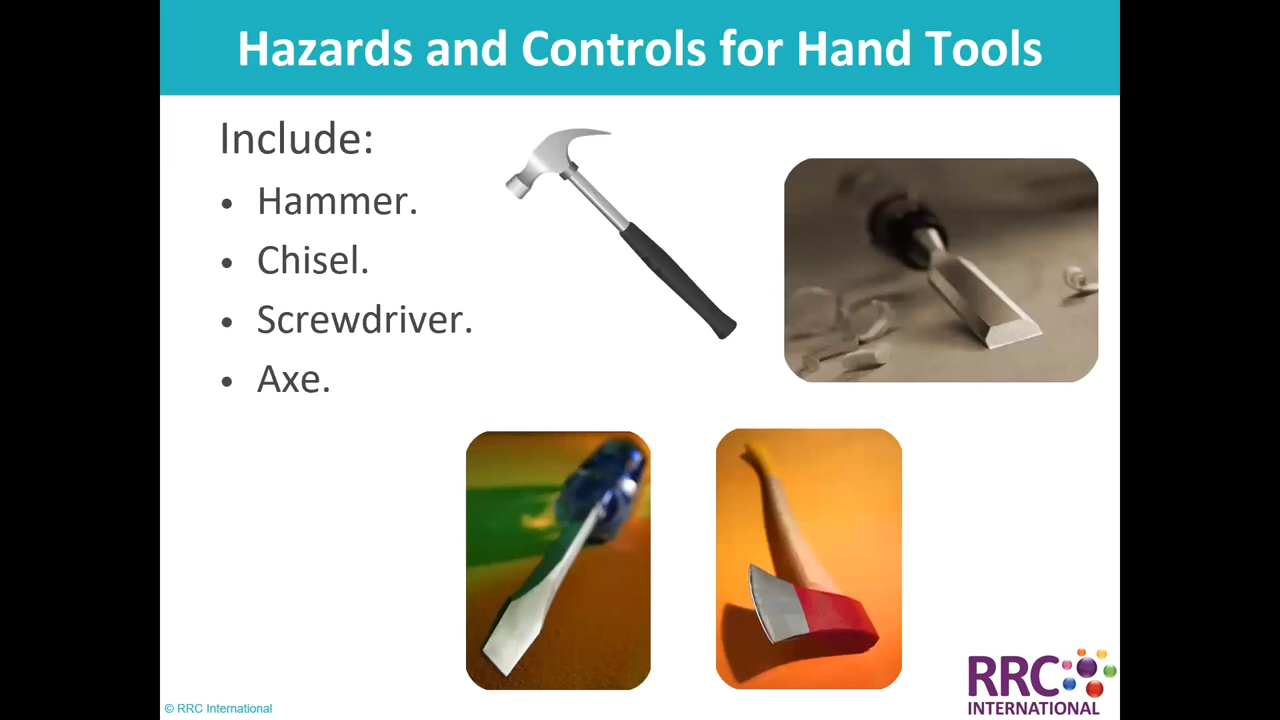 Hazards and Controls for Hand Tools
Include:
• Hammer.
• Chisel.
• Screwdriver.
• Axe.
© RRC International
RRC
INTERNATIONAL